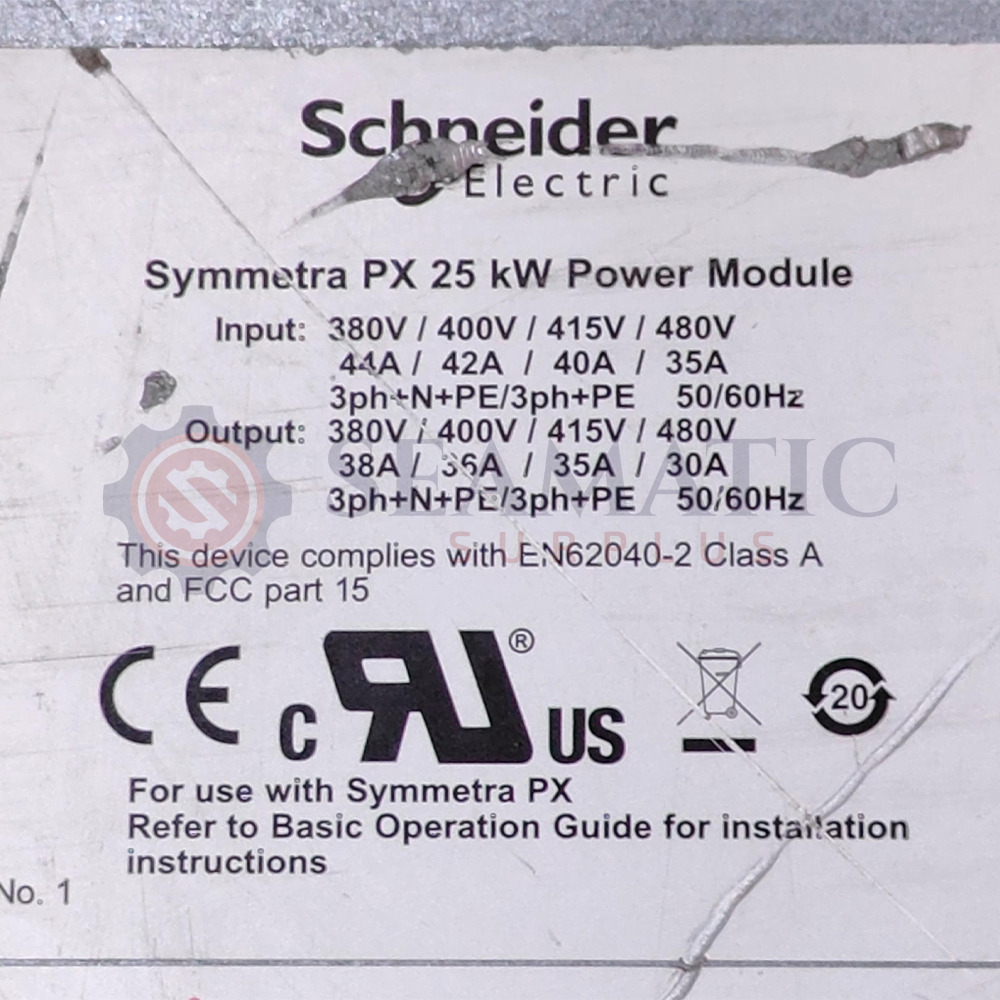 Schneider
Electric
Symmetra PX 25 kW Power Module
Input: 380V / 400V / 415V / 480V
44A / 42A / 40A / 35A
3ph+N+PE/3ph+PE 50/60Hz
Output: 380V / 400V / 415V / 480V
38A / 36A / 35A / 30A
3ph+N+PE/3ph+PE 50/60Hz
SEAMATIC
SURPLUS
This device complies with EN62040-2 Class A
and FCC part 15
CE c RU ® US 20
For use with Symmetra PX
Refer to Basic Operation Guide for installation
instructions
No. 1